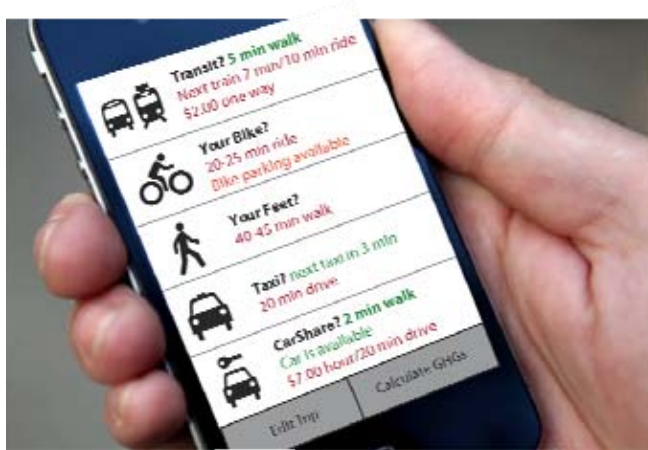 Transit? 5 min walk
Next train 7 min/10 min ride
$2.00 one way
Your Bike?
20-25 min ride
Bike parking available
Your Feet?
40-45 min walk
Taxi? next taxi in 3 min
20 min drive
CarShare? 2 min walk
Car is available
$7.00 hour/20 min drive
Edit Trip
Calculate GHGs